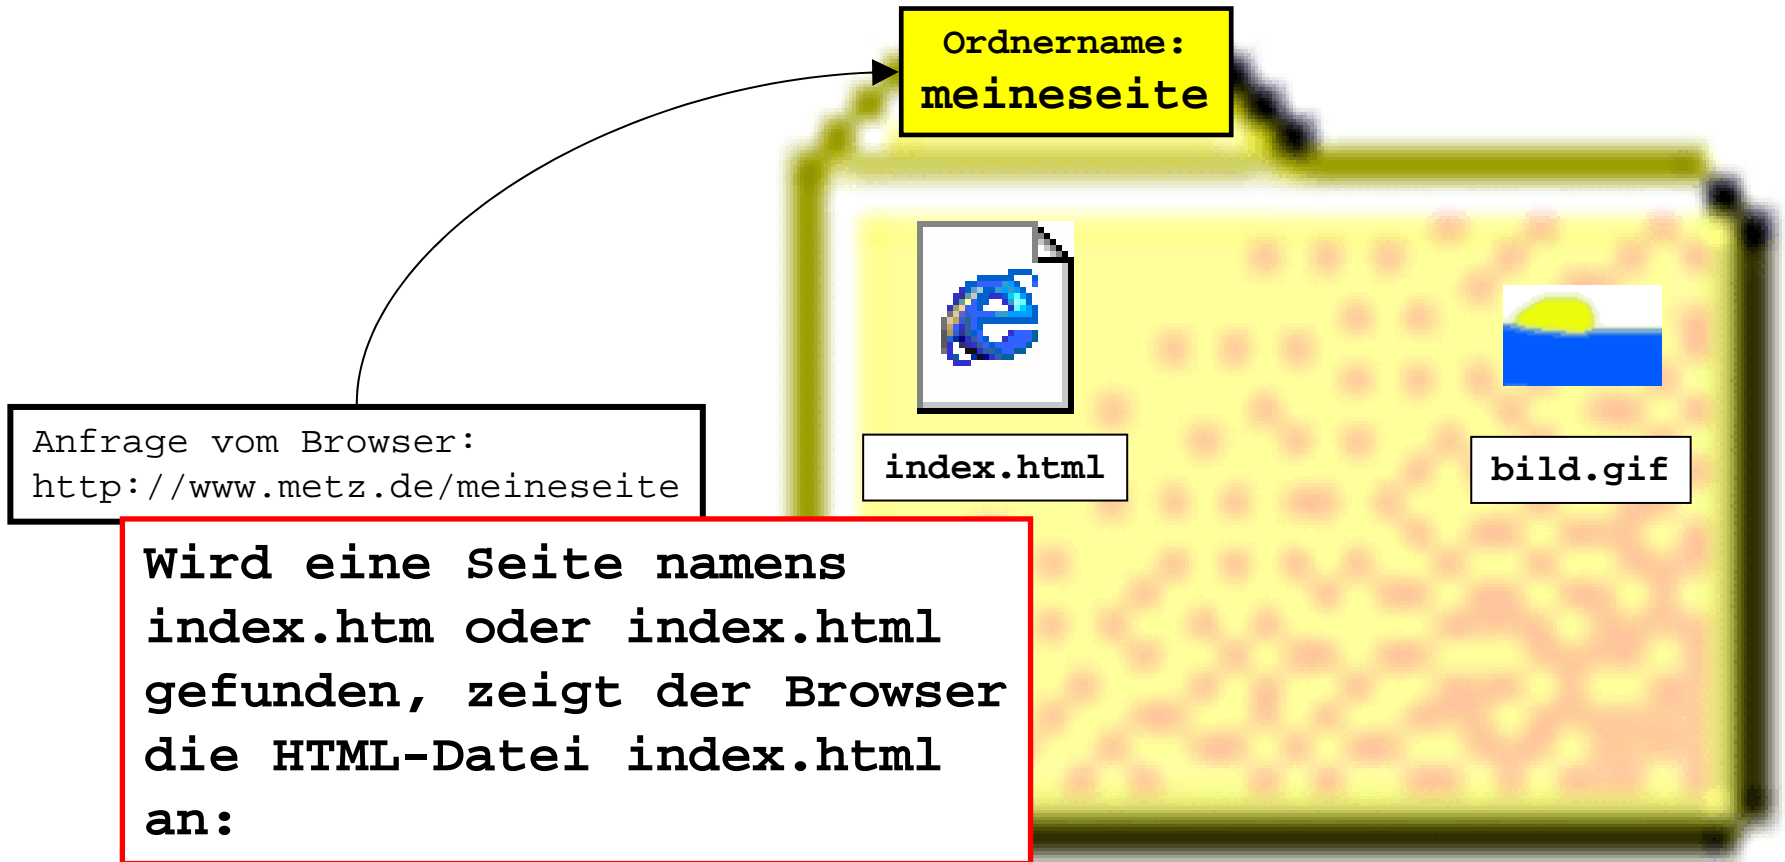 Ordnername:
meineseite
Anfrage vom Browser:
http://www.metz.de/meineseite
index.html
bild.gif
Wird eine Seite namens
index.htm oder index.html
gefunden, zeigt der Browser
die HTML-Datei index.html
an: